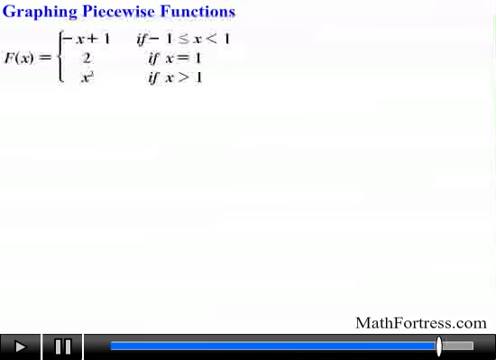 Graphing Piecewise Functions
−x + 1 if −1 ≤ x < 1
F(x) = { 2 if x = 1
x² if x > 1
MathFortress.com